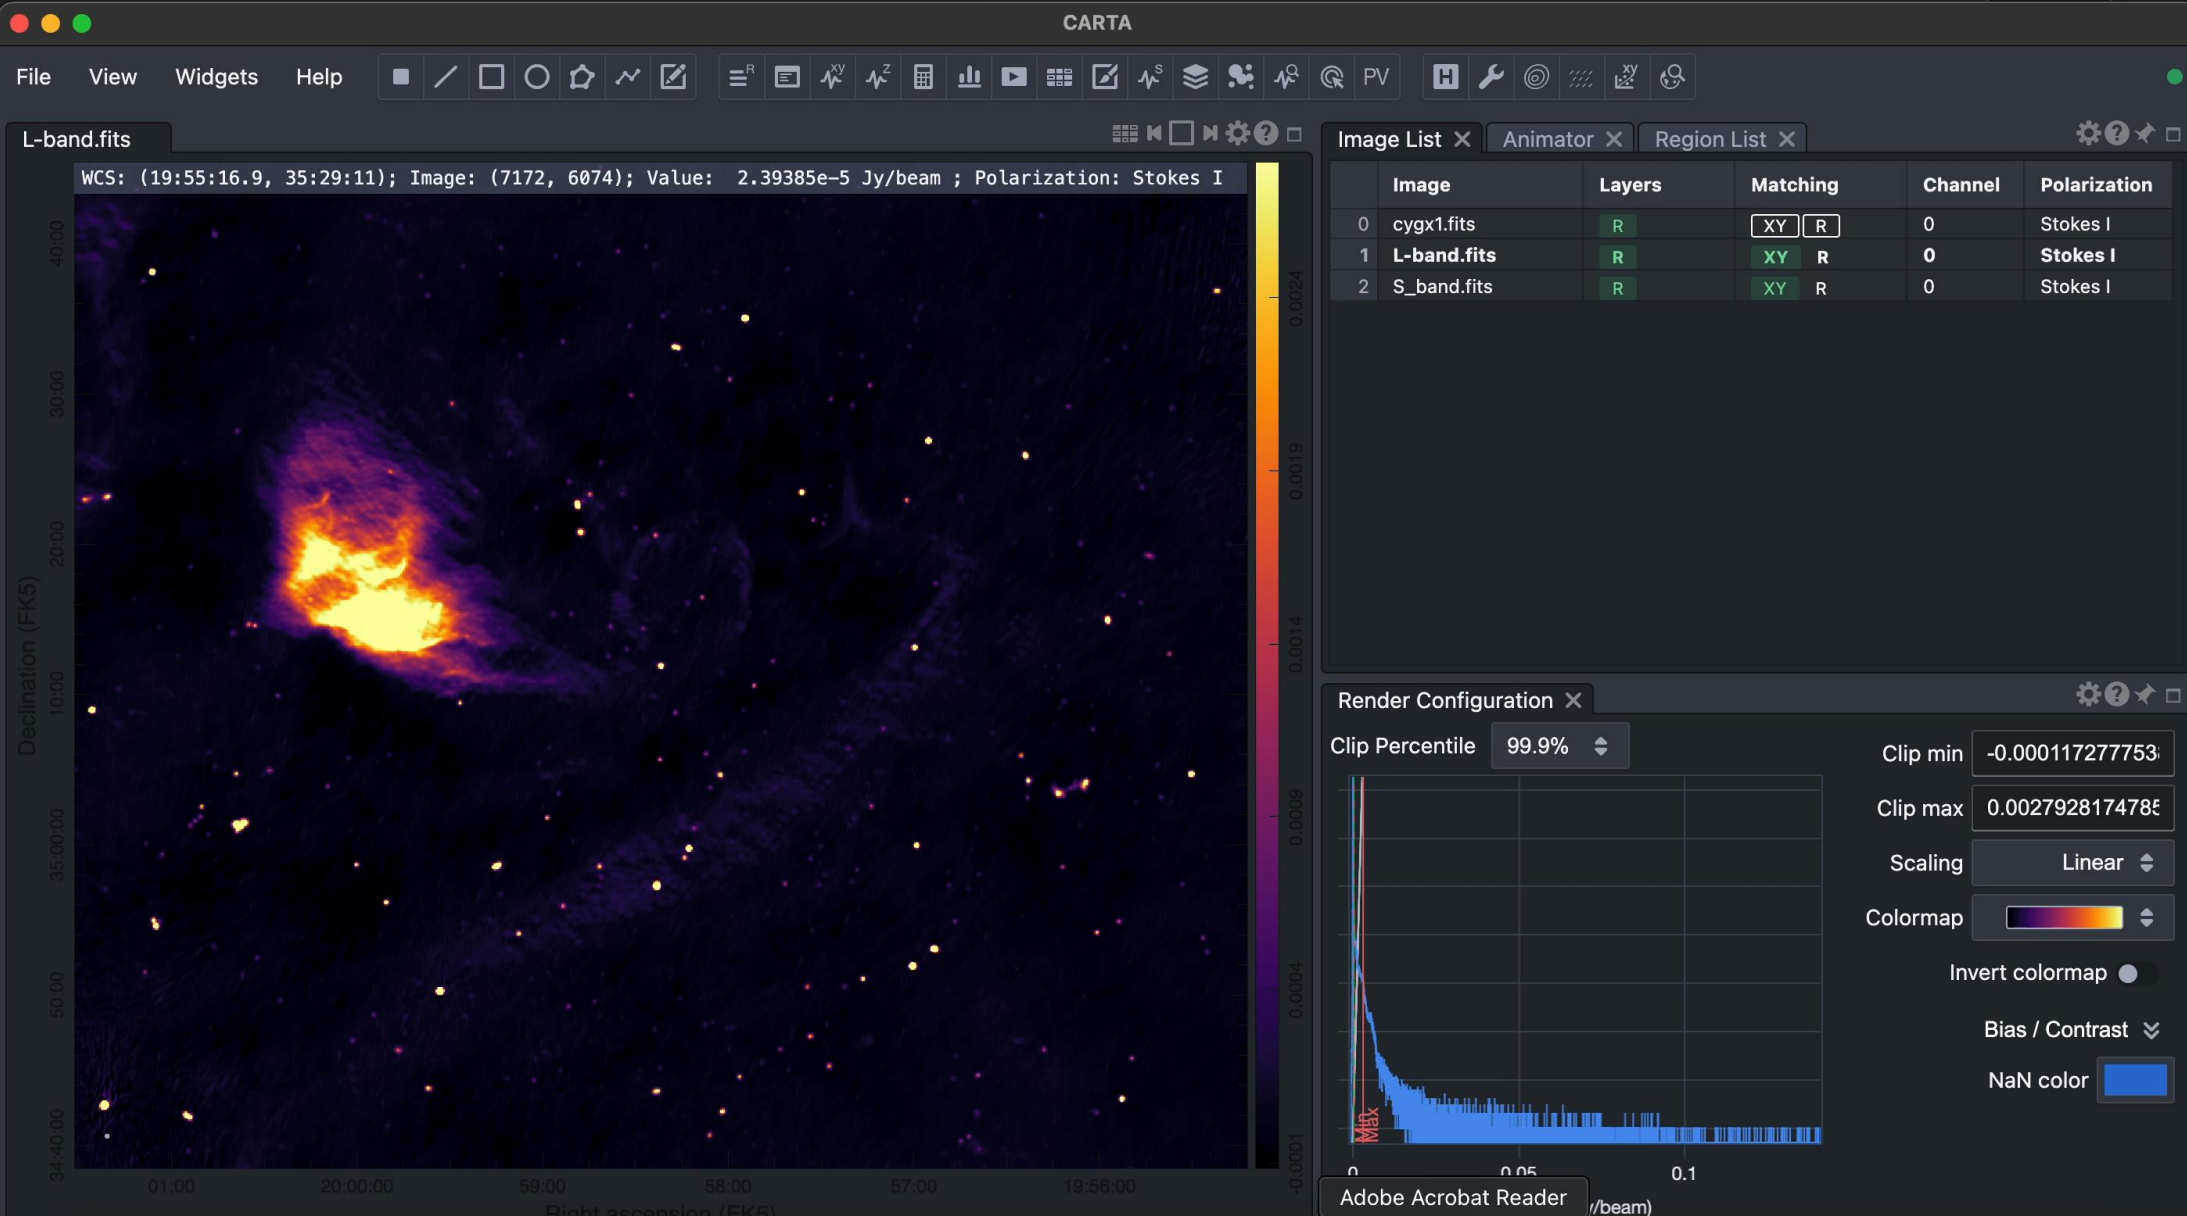 CARTA
File View Widgets Help
R XY Z S PV H XY
L-band.fits
WCS: (19:55:16.9, 35:29:11); Image: (7172, 6074); Value: 2.39385e-5 Jy/beam ; Polarization: Stokes I
40:00
30:00
20:00
10:00
35:00:00
50:00
34:40:00
Declination (FK5)
01:00 20:00:00 59:00 58:00 57:00 19:56:00
Right ascension (FK5)
0.0024
0.0019
0.0014
0.0009
0.0004
-0.0001
Image List Animator Region List
Image Layers Matching Channel Polarization
0 cygx1.fits R XY R 0 Stokes I
1 L-band.fits R XY R 0 Stokes I
2 S_band.fits R XY R 0 Stokes I
Render Configuration
Clip Percentile 99.9%
Clip min -0.000117277753
Clip max 0.002792817478
Scaling Linear
Colormap
Invert colormap
Bias / Contrast
NaN color
Min
Max
0 0.05 0.1
Adobe Acrobat Reader
/beam)